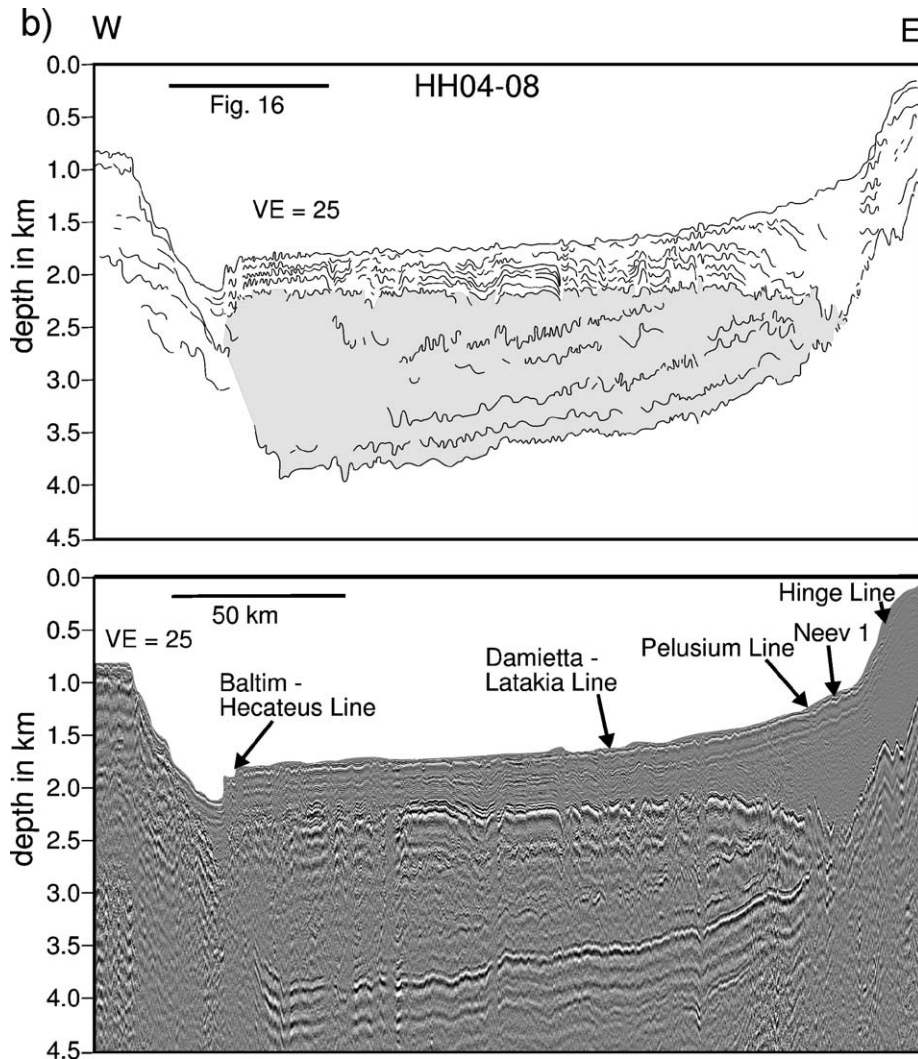 b) W E
0.0
HH04-08
Fig. 16
0.5
1.0
VE = 25
1.5
2.0
2.5
3.0
3.5
4.0
4.5
depth in km
0.0
Hinge Line
50 km
0.5
VE = 25
Neev 1
Pelusium Line
Damietta -
Latakia Line
Baltim -
Hecateus Line
1.0
1.5
2.0
2.5
3.0
3.5
4.0
4.5
depth in km